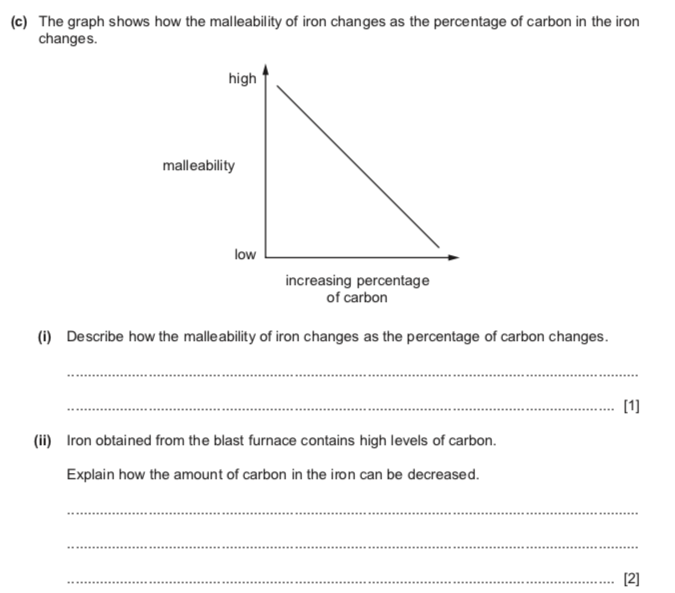 (c) The graph shows how the malleability of iron changes as the percentage of carbon in the iron
changes.
high
malleability
low
increasing percentage
of carbon
(i) Describe how the malleability of iron changes as the percentage of carbon changes.
[1]
(ii) Iron obtained from the blast furnace contains high levels of carbon.
Explain how the amount of carbon in the iron can be decreased.
[2]